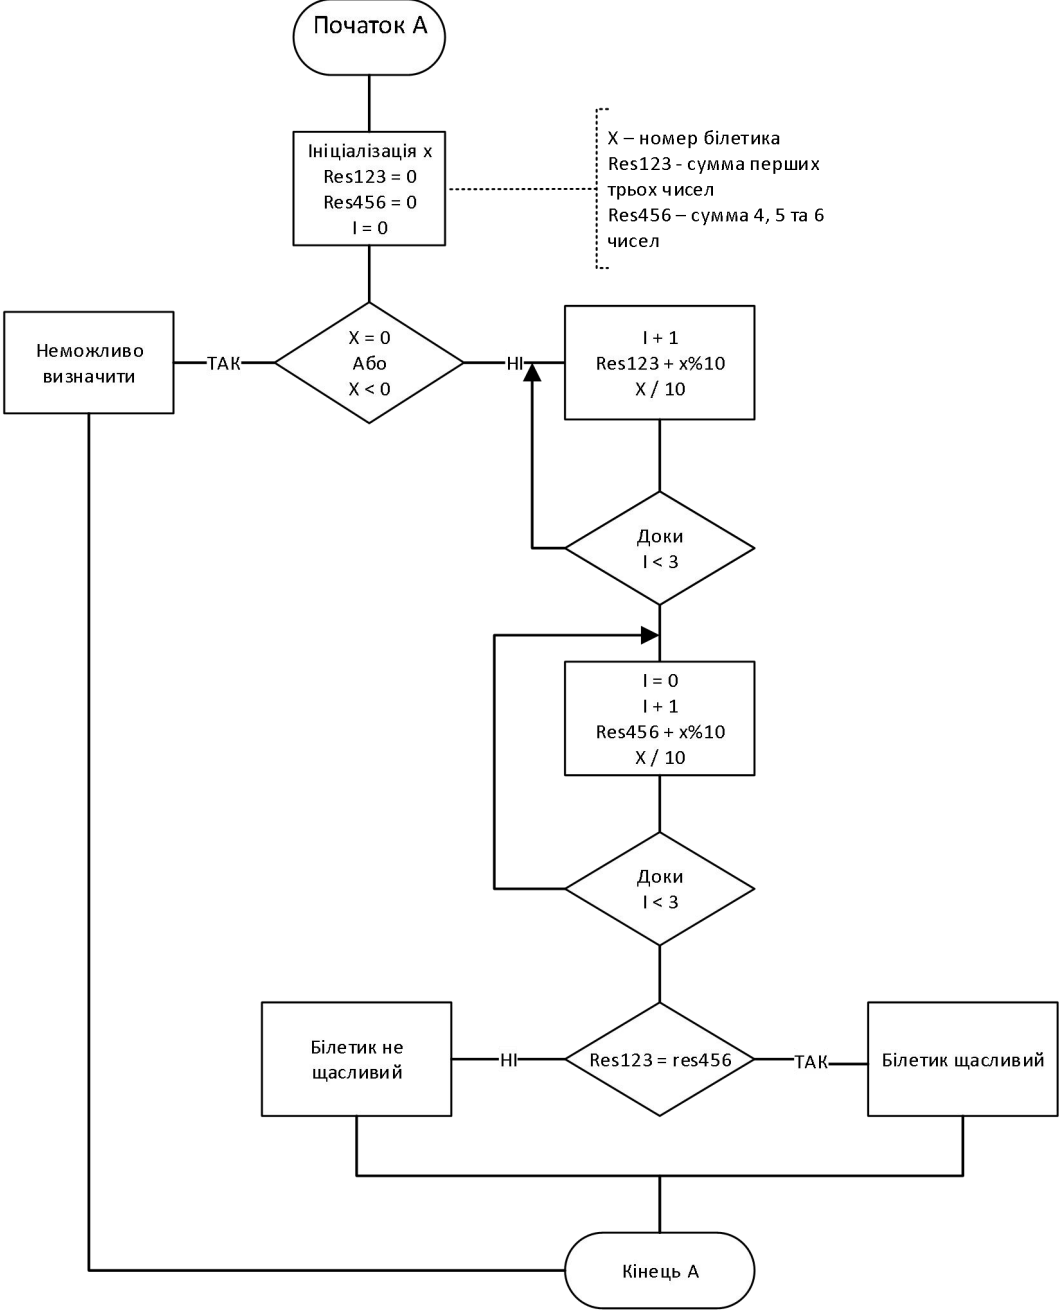 Початок А
Ініціалізація х
Res123 = 0
Res456 = 0
I = 0
X – номер білетика
Res123 - сумма перших
трьох чисел
Res456 – сумма 4, 5 та 6
чисел
X = 0
Або
X < 0
ТАК
Неможливо
визначити
НІ
I + 1
Res123 + x%10
X / 10
Доки
I < 3
I = 0
I + 1
Res456 + x%10
X / 10
Доки
I < 3
Res123 = res456
НІ
Білетик не
щасливий
ТАК
Білетик щасливий
Кінець А